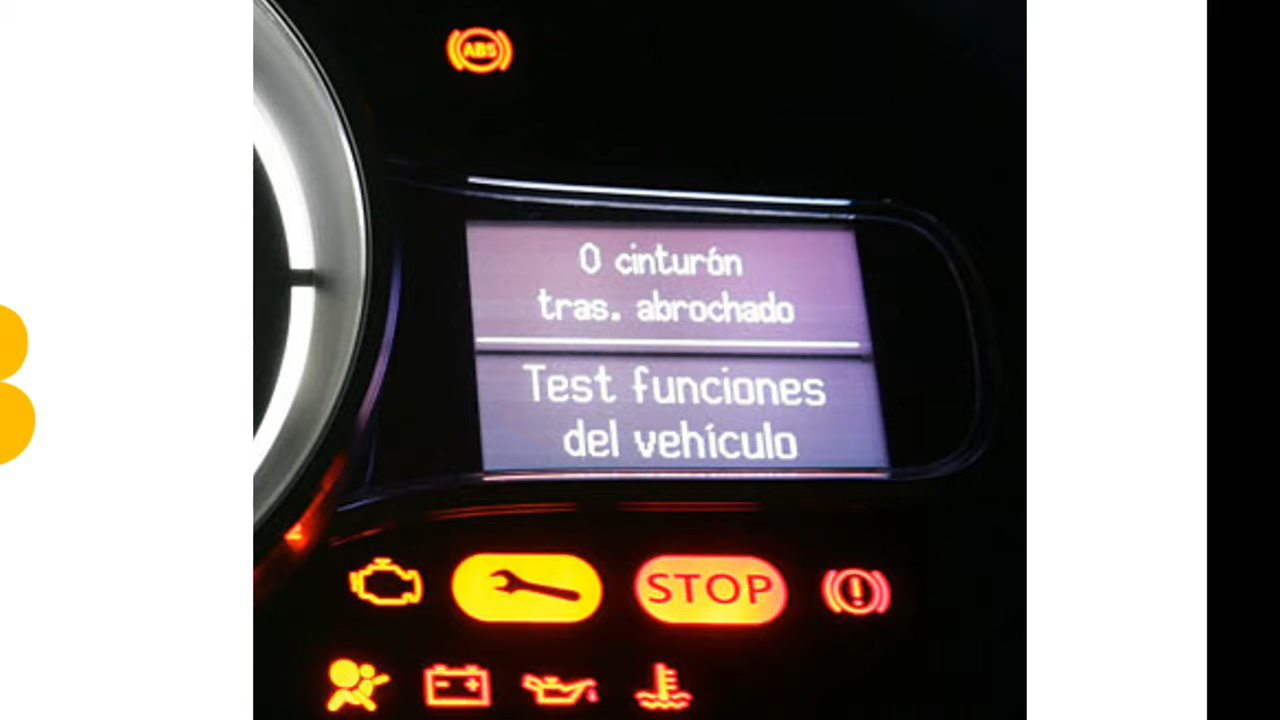 ABS
0 cinturón
tras. abrochado
Test funciones
del vehículo
STOP